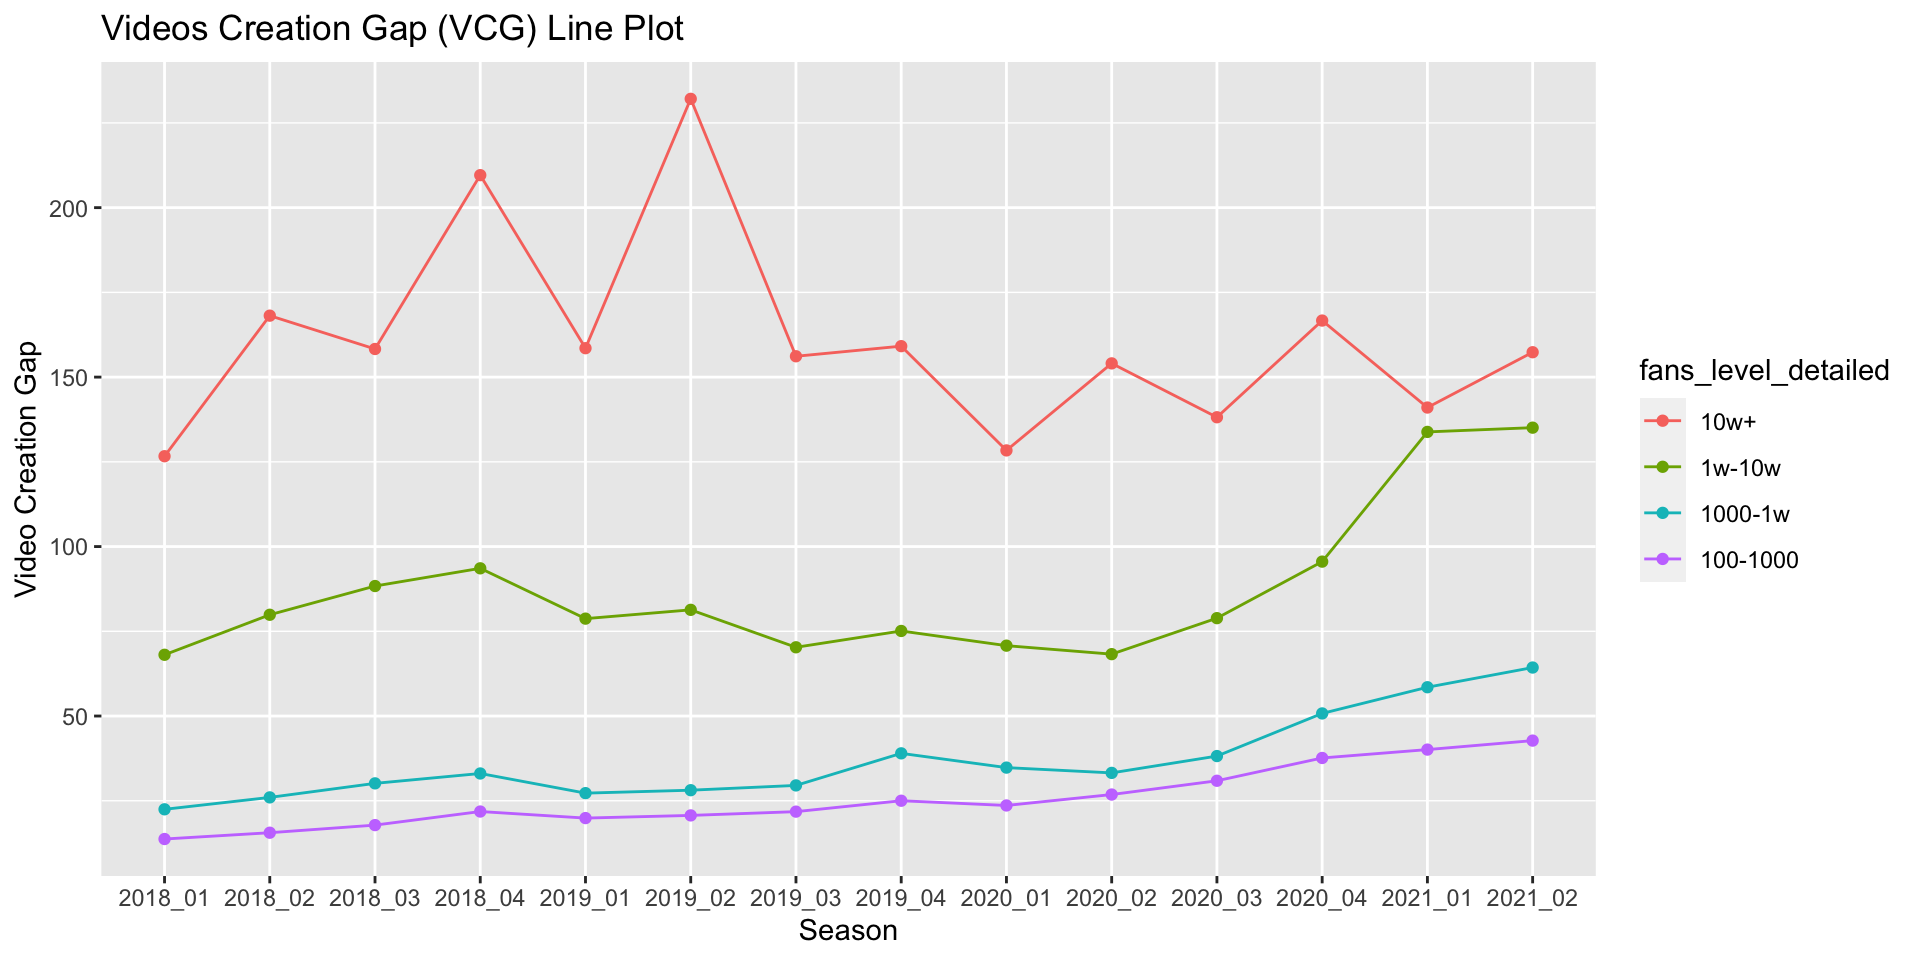 Videos Creation Gap (VCG) Line Plot
Video Creation Gap
200
150
100
50
2018_01 2018_02 2018_03 2018_04 2019_01 2019_02 2019_03 2019_04 2020_01 2020_02 2020_03 2020_04 2021_01 2021_02
Season
fans_level_detailed
10w+
1w-10w
1000-1w
100-1000